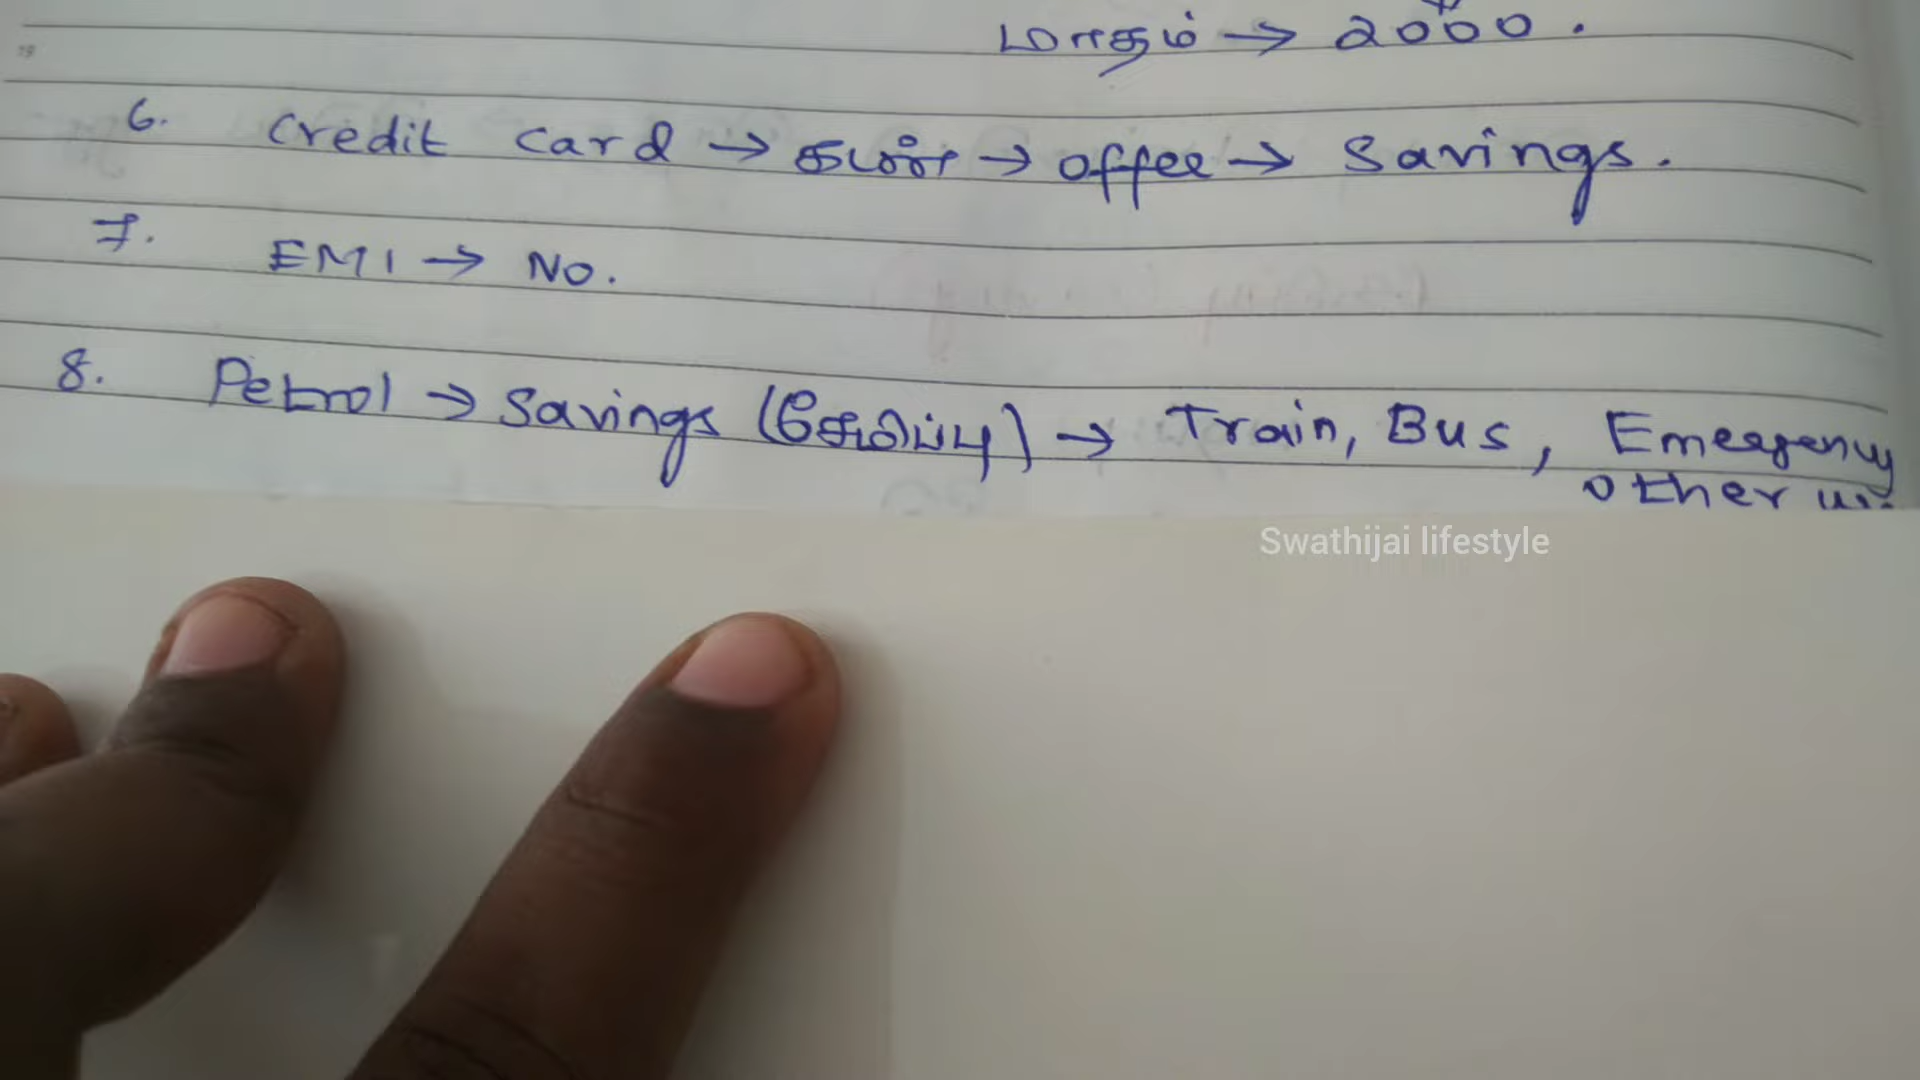 மாதம் → 2000.
6. Credit card → கடன் → offer → Savings.
7. EMI → No.
8. Petrol → Savings (சேமிப்பு) → Train, Bus, Emergency
other
Swathijai lifestyle